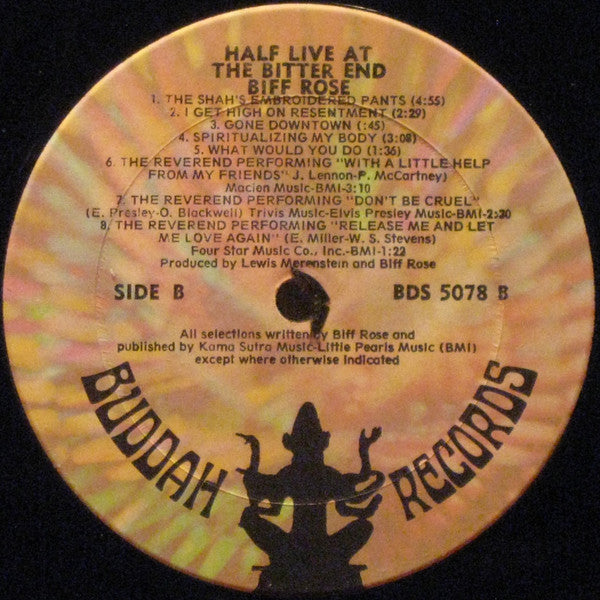 HALF LIVE AT
THE BITTER END
BIFF ROSE
1. THE SHAH'S EMBROIDERED PANTS (4:55)
2. I GET HIGH ON RESENTMENT (2:29)
3. GONE DOWNTOWN (:45)
4. SPIRITUALIZING MY BODY (3:08)
5. WHAT WOULD YOU DO (1:36)
6. THE REVEREND PERFORMING "WITH A LITTLE HELP
FROM MY FRIENDS" J. Lennon-P. McCartney)
Maclen Music-BMI-3:10
7. THE REVEREND PERFORMING "DON'T BE CRUEL"
(E. Presley-O. Blackwell) Trivis Music-Elvis Presley Music-BMI-2:30
8. THE REVEREND PERFORMING "RELEASE ME AND LET
ME LOVE AGAIN" (E. Miller-W. S. Stevens)
Four Star Music Co., Inc.-BMI-1:22
Produced by Lewis Merenstein and Biff Rose
SIDE B
BDS 5078 B
All selections written by Biff Rose and
published by Kama Sutra Music-Little Pearls Music (BMI)
except where otherwise indicated
BUDDAH RECORDS